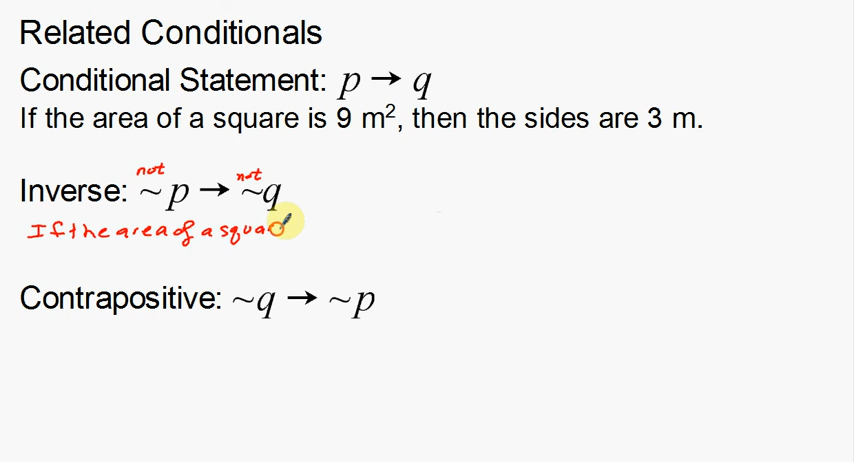 Related Conditionals
Conditional Statement: p → q
If the area of a square is 9 m², then the sides are 3 m.
not not
Inverse: ~p → ~q
If the area of a squa
Contrapositive: ~q → ~p